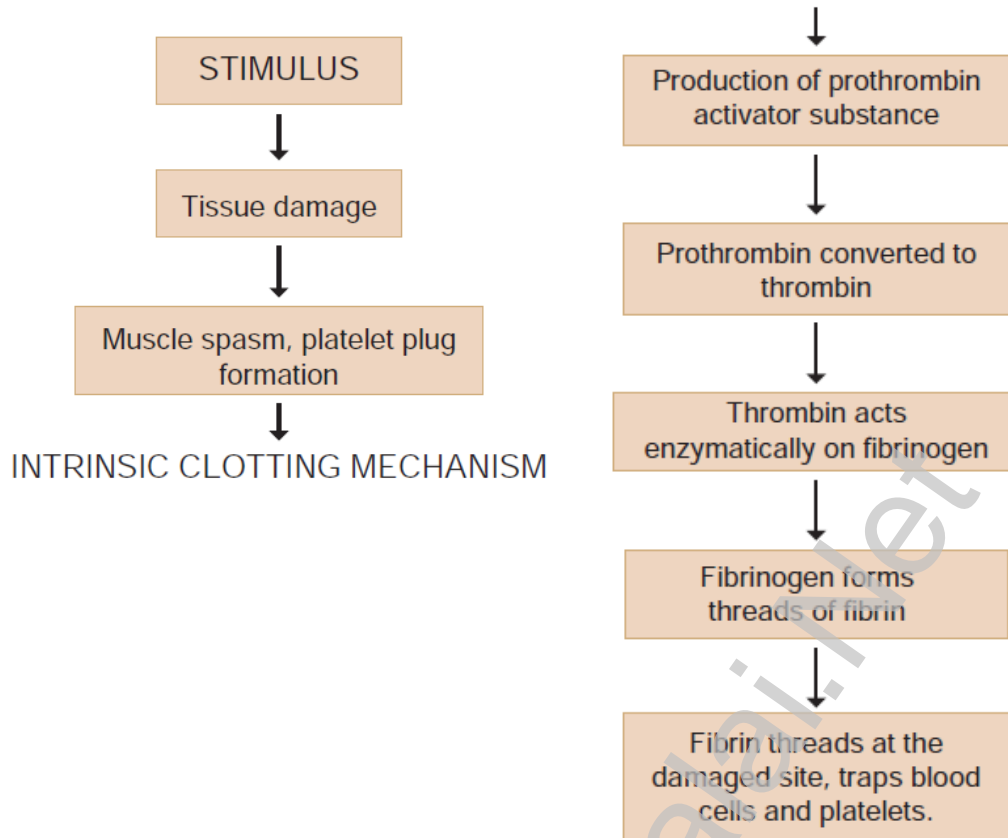 STIMULUS
Tissue damage
Muscle spasm, platelet plug
formation
INTRINSIC CLOTTING MECHANISM
Production of prothrombin
activator substance
Prothrombin converted to
thrombin
Thrombin acts
enzymatically on fibrinogen
Fibrinogen forms
threads of fibrin
Fibrin threads at the
damaged site, traps blood
cells and platelets.
alai.Net